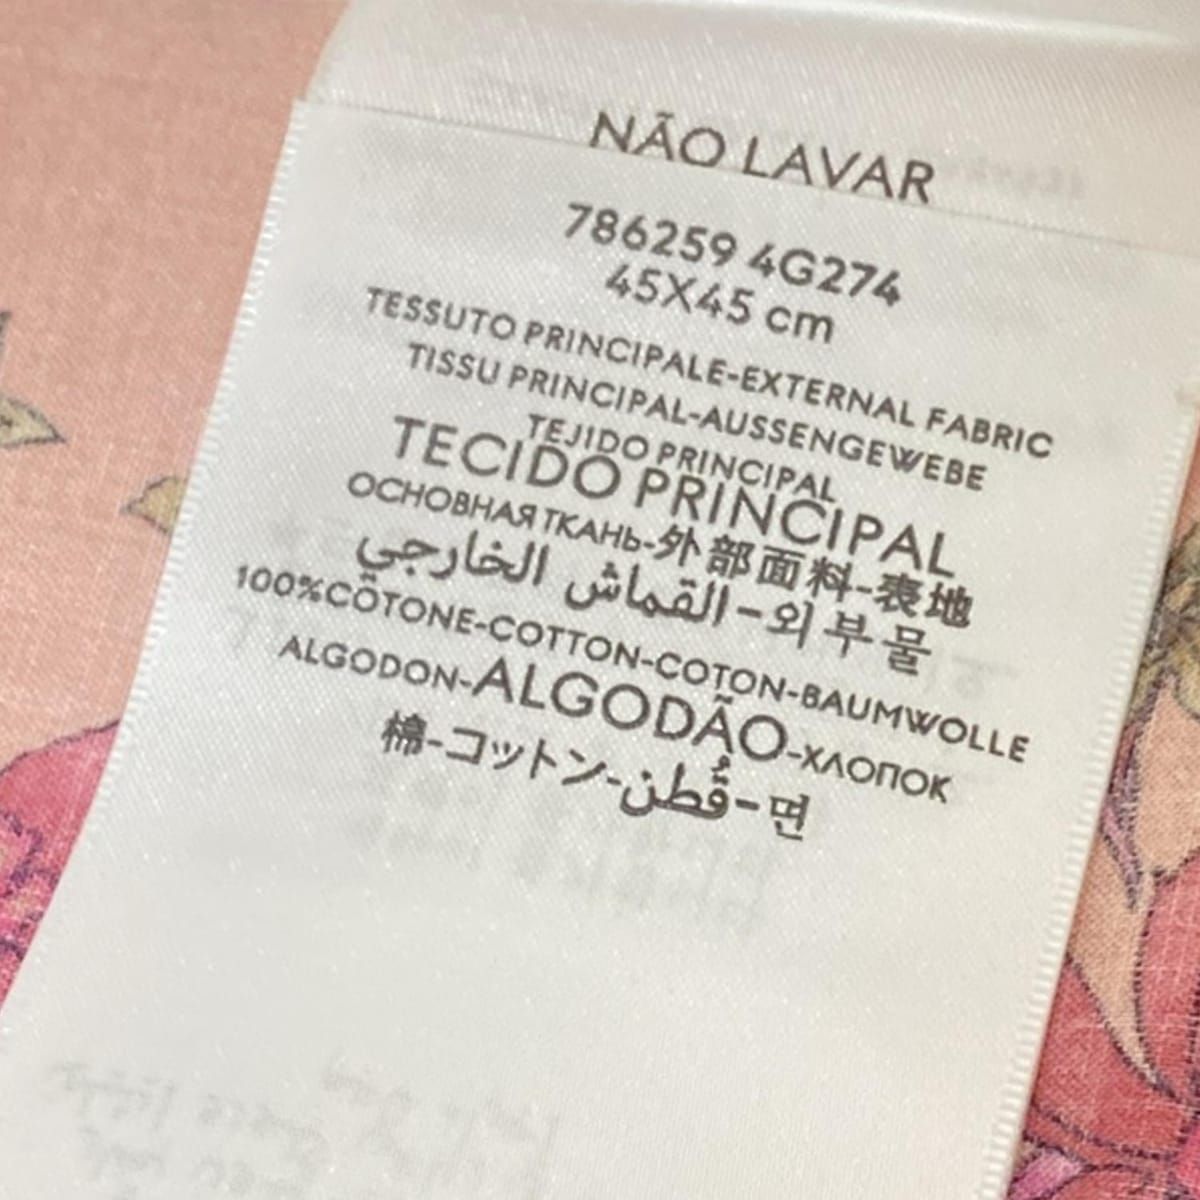 NÃO LAVAR
786259 4G274
45X45 cm
TESSUTO PRINCIPALE-EXTERNAL FABRIC
TISSU PRINCIPAL-AUSSENGEWEBE
TEJIDO PRINCIPAL
TECIDO PRINCIPAL
ОСНОВНАЯ ТКАНЬ-外部面料-表地
القماش الخارجي-외부물
100%COTONE-COTTON-COTON-BAUMWOLLE
ALGODON-ALGODÃO-ХЛОПОК
棉-コットン-قُطن-면